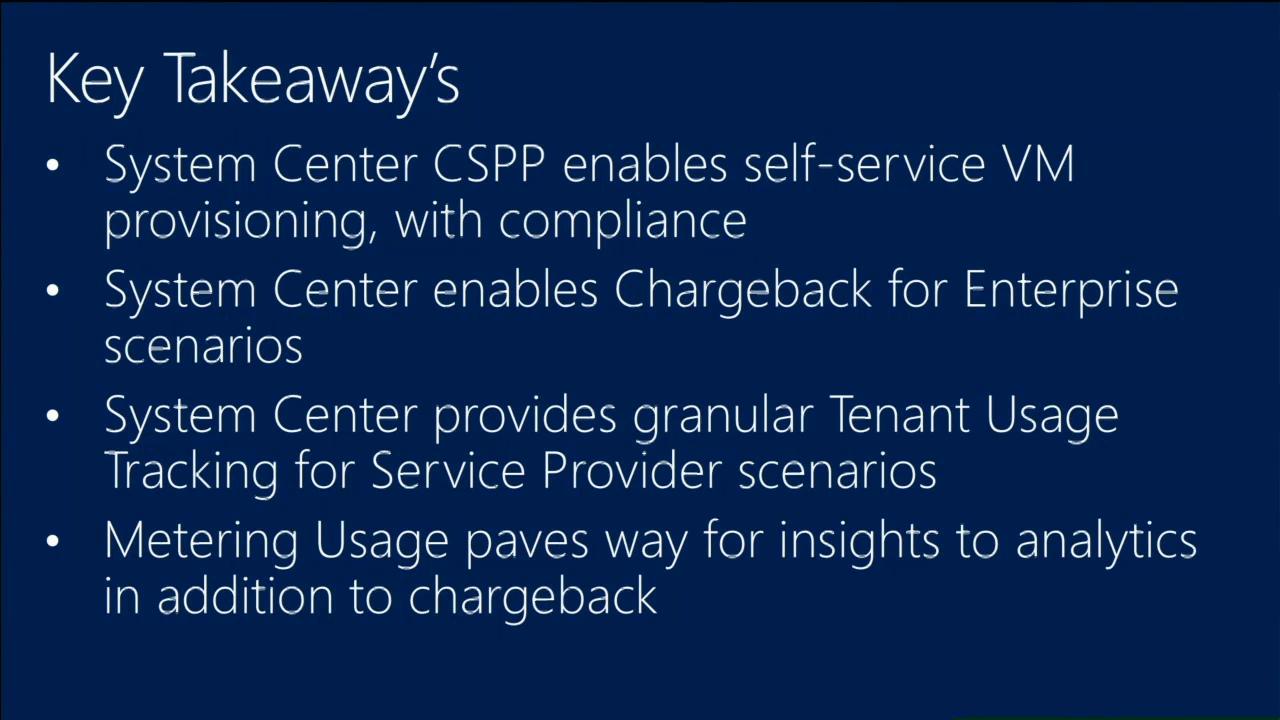 Key Takeaway's
• System Center CSPP enables self-service VM
provisioning, with compliance
• System Center enables Chargeback for Enterprise
scenarios
• System Center provides granular Tenant Usage
Tracking for Service Provider scenarios
• Metering Usage paves way for insights to analytics
in addition to chargeback